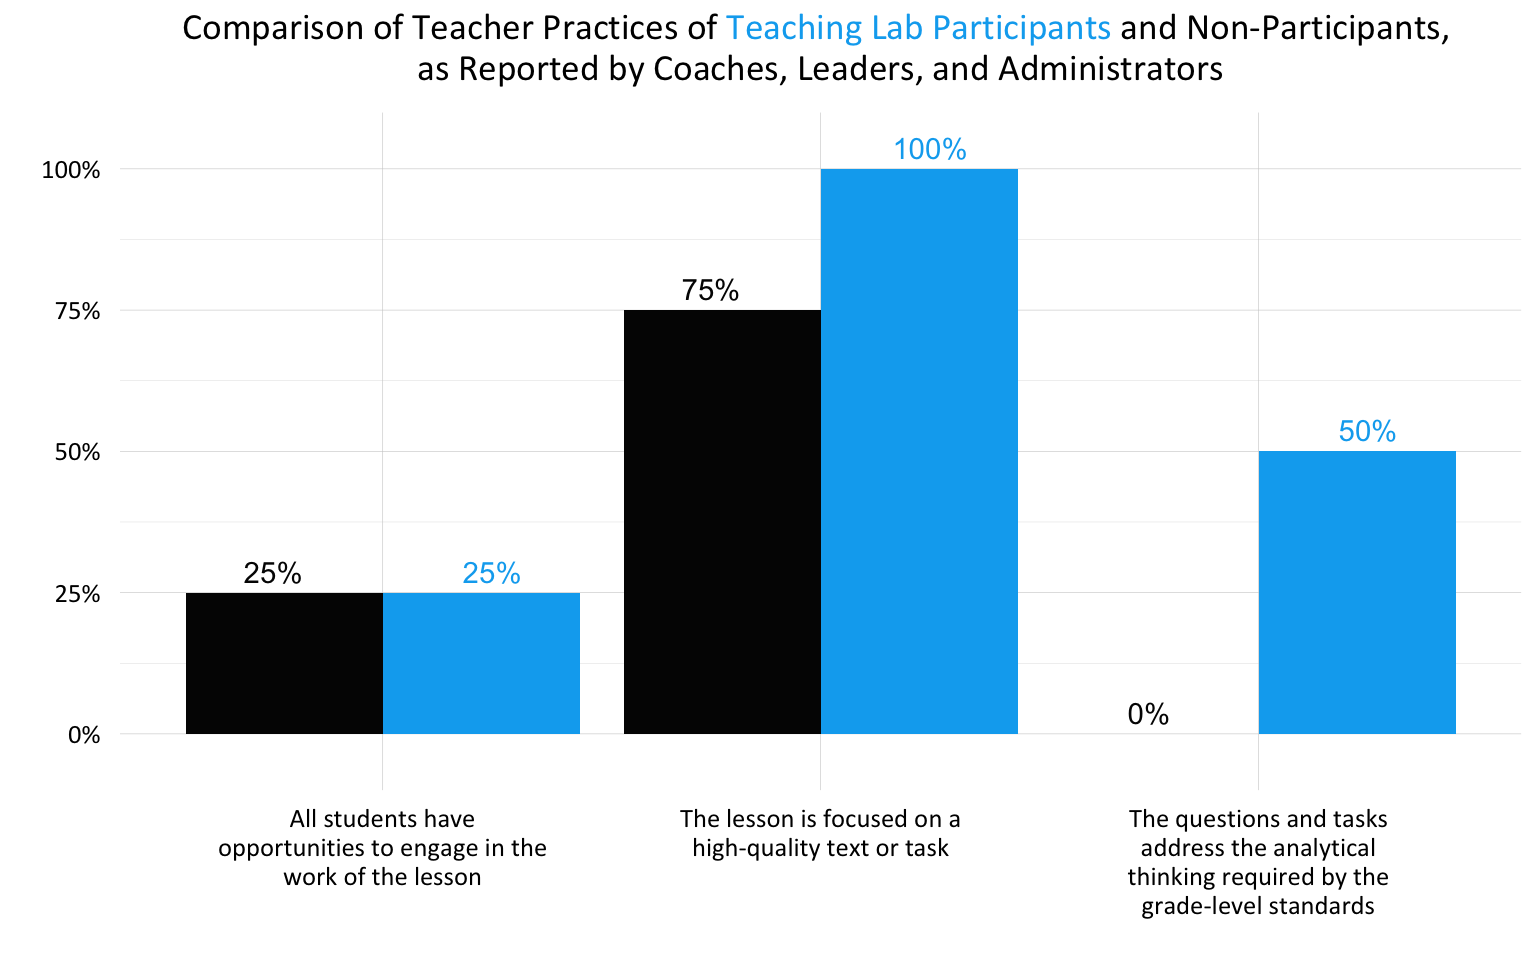 Comparison of Teacher Practices of Teaching Lab Participants and Non-Participants,
as Reported by Coaches, Leaders, and Administrators
100%
75%
50%
25%
0%
25%
25%
75%
100%
0%
50%
All students have
opportunities to engage in the
work of the lesson
The lesson is focused on a
high-quality text or task
The questions and tasks
address the analytical
thinking required by the
grade-level standards